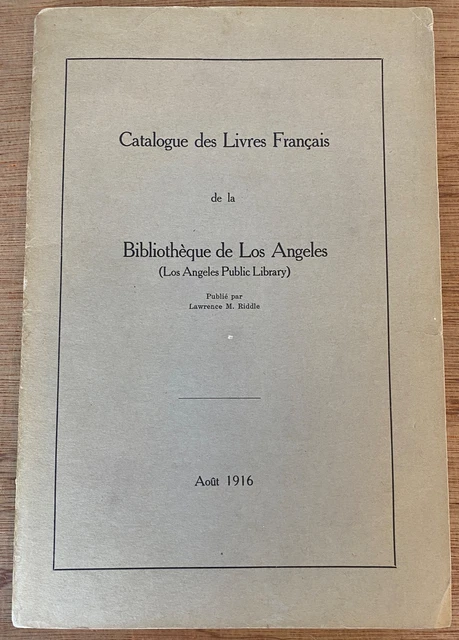 Catalogue des Livres Français
de la
Bibliothèque de Los Angeles
(Los Angeles Public Library)
Publié par
Lawrence M. Riddle
Août 1916